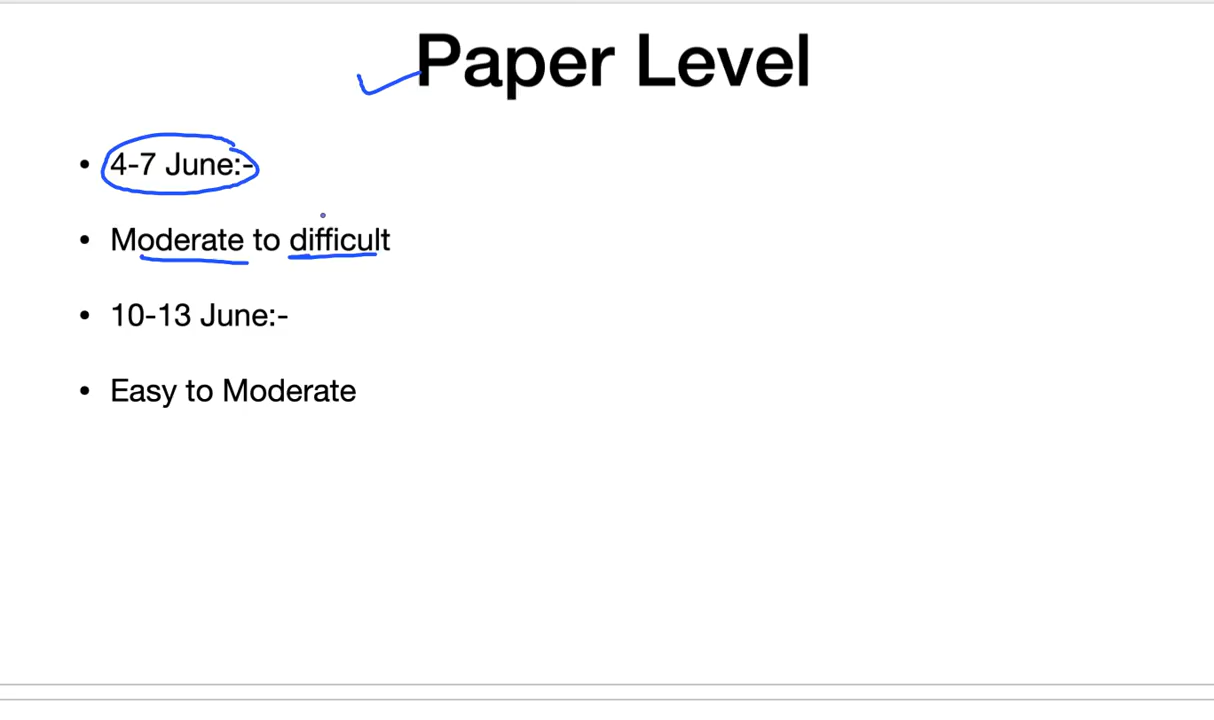 Paper Level
• 4-7 June:-
• Moderate to difficult
• 10-13 June:-
• Easy to Moderate